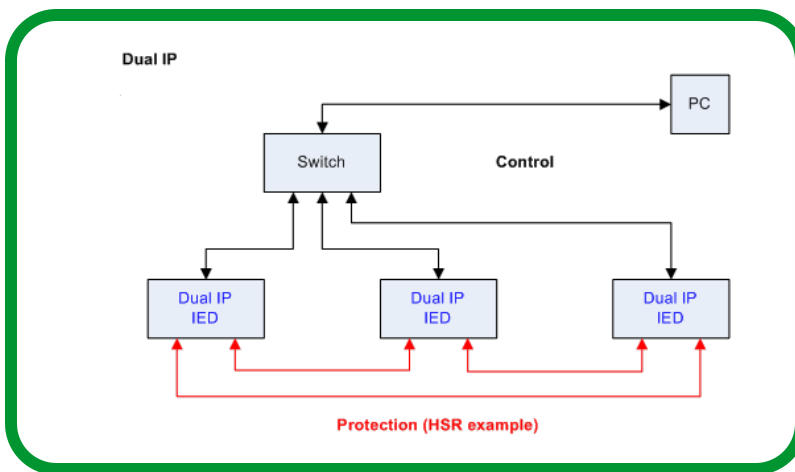 Dual IP
PC
Switch
Control
Dual IP
IED
Dual IP
IED
Dual IP
IED
Protection (HSR example)